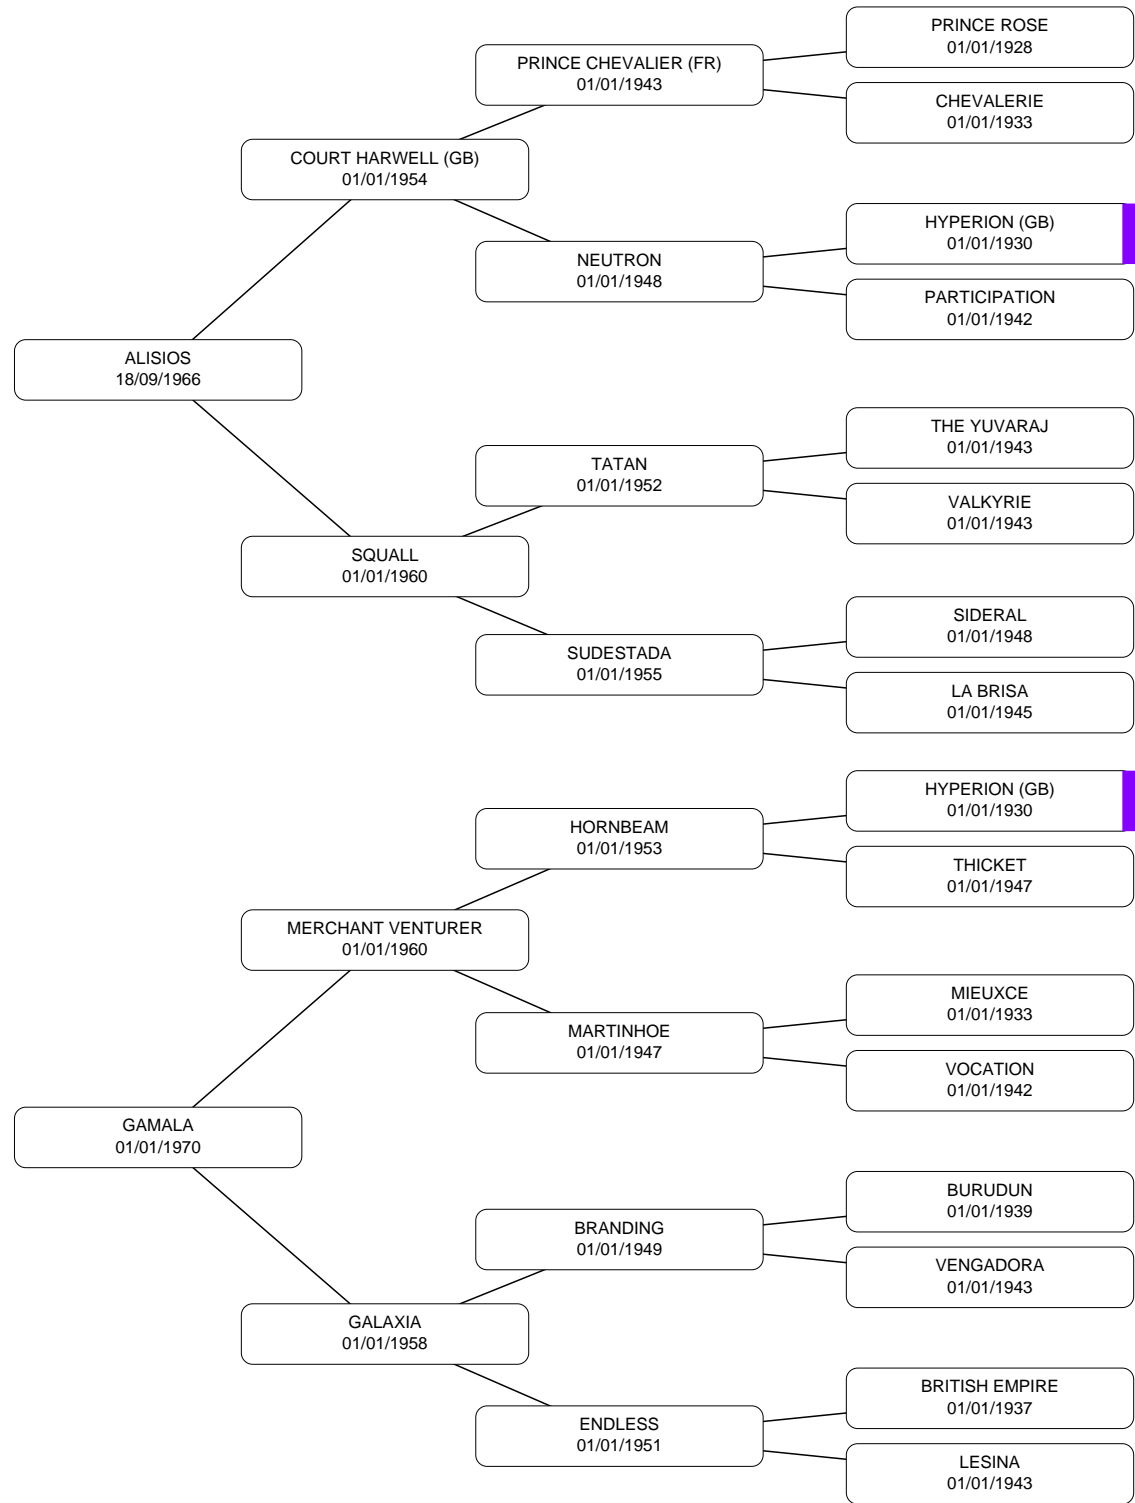 PRINCE ROSE
01/01/1928
PRINCE CHEVALIER (FR)
01/01/1943
CHEVALERIE
01/01/1933
COURT HARWELL (GB)
01/01/1954
HYPERION (GB)
01/01/1930
NEUTRON
01/01/1948
PARTICIPATION
01/01/1942
ALISIOS
18/09/1966
THE YUVARAJ
01/01/1943
TATAN
01/01/1952
VALKYRIE
01/01/1943
SQUALL
01/01/1960
SIDERAL
01/01/1948
SUDESTADA
01/01/1955
LA BRISA
01/01/1945
HYPERION (GB)
01/01/1930
HORNBEAM
01/01/1953
THICKET
01/01/1947
MERCHANT VENTURER
01/01/1960
MIEUXCE
01/01/1933
MARTINHOE
01/01/1947
VOCATION
01/01/1942
GAMALA
01/01/1970
BURUDUN
01/01/1939
BRANDING
01/01/1949
VENGADORA
01/01/1943
GALAXIA
01/01/1958
BRITISH EMPIRE
01/01/1937
ENDLESS
01/01/1951
LESINA
01/01/1943